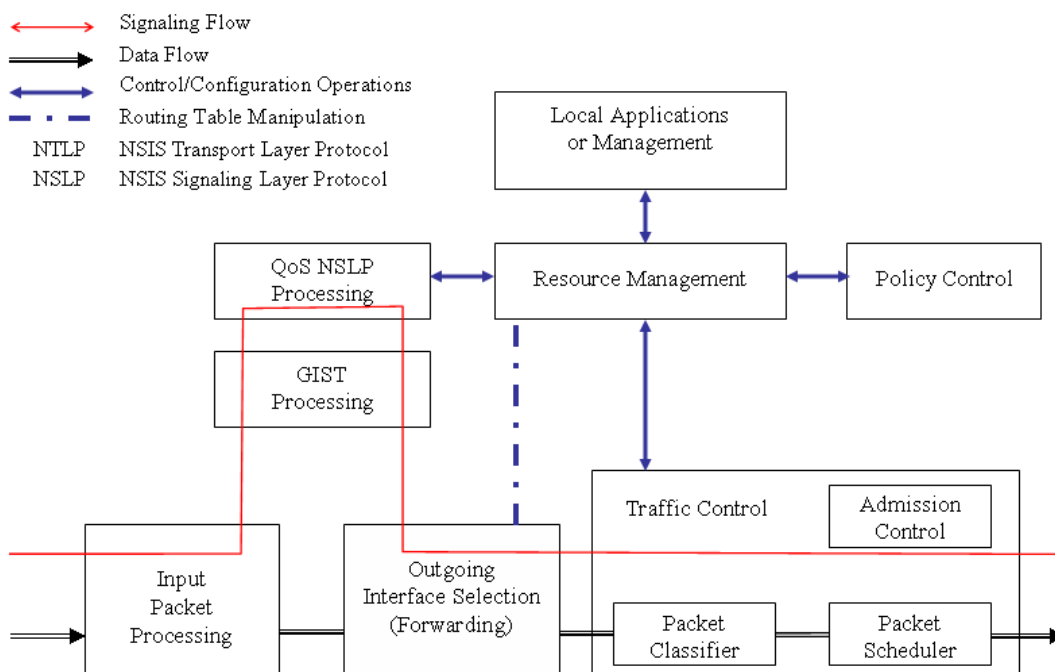 Signaling Flow
Data Flow
Control/Configuration Operations
Routing Table Manipulation
NTLP NSIS Transport Layer Protocol
NSLP NSIS Signaling Layer Protocol
Local Applications
or Management
QoS NSLP
Processing
Resource Management
Policy Control
GIST
Processing
Traffic Control
Admission
Control
Input
Packet
Processing
Outgoing
Interface Selection
(Forwarding)
Packet
Classifier
Packet
Scheduler